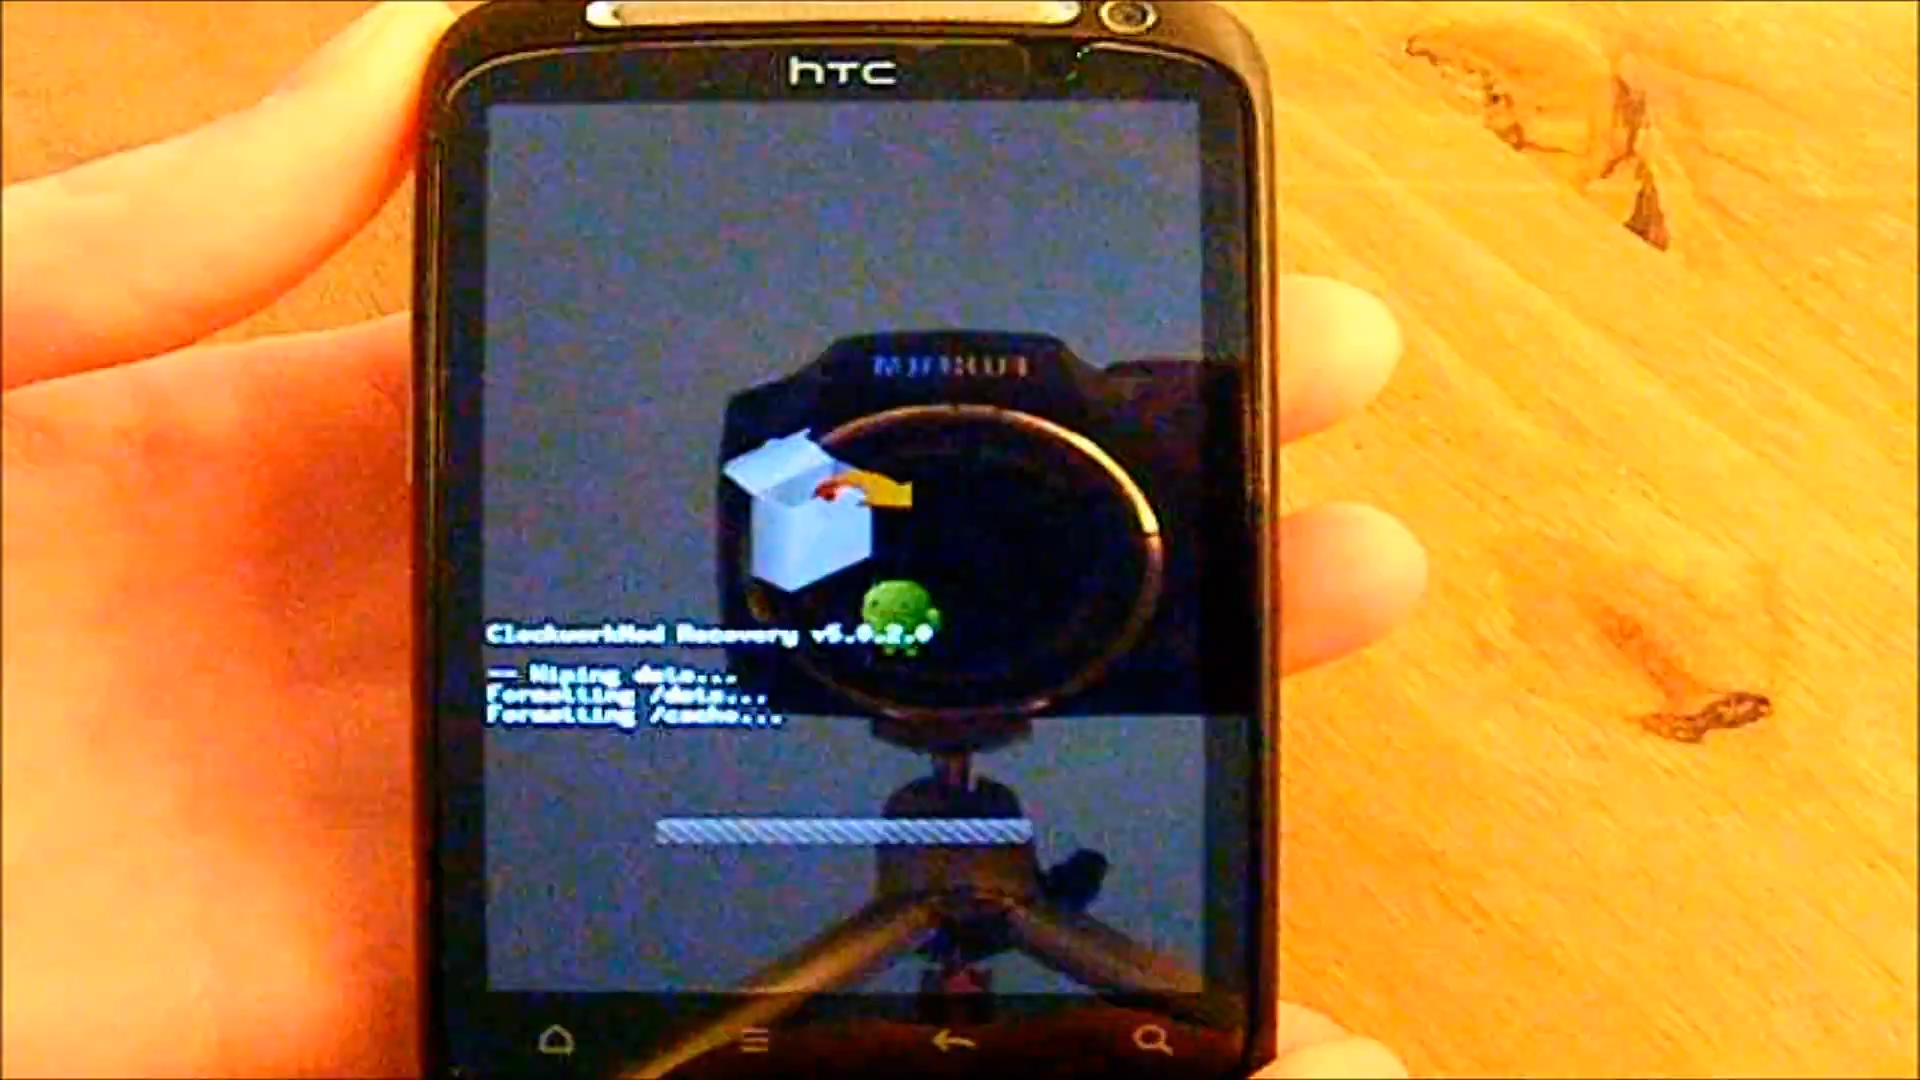 hTC
ClockworkMod Recovery v5.0.2.0
-- Wiping data...
Formatting /data...
Formatting /cache...